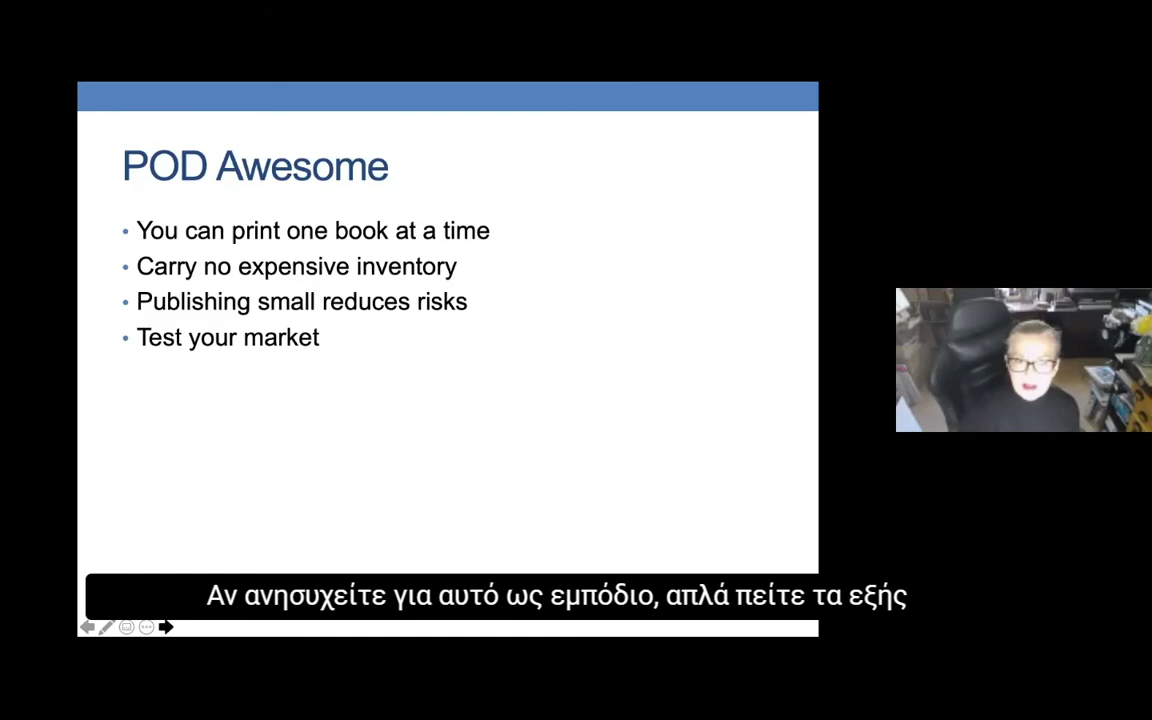 POD Awesome
• You can print one book at a time
• Carry no expensive inventory
• Publishing small reduces risks
• Test your market
Αν ανησυχείτε για αυτό ως εμπόδιο, απλά πείτε τα εξής